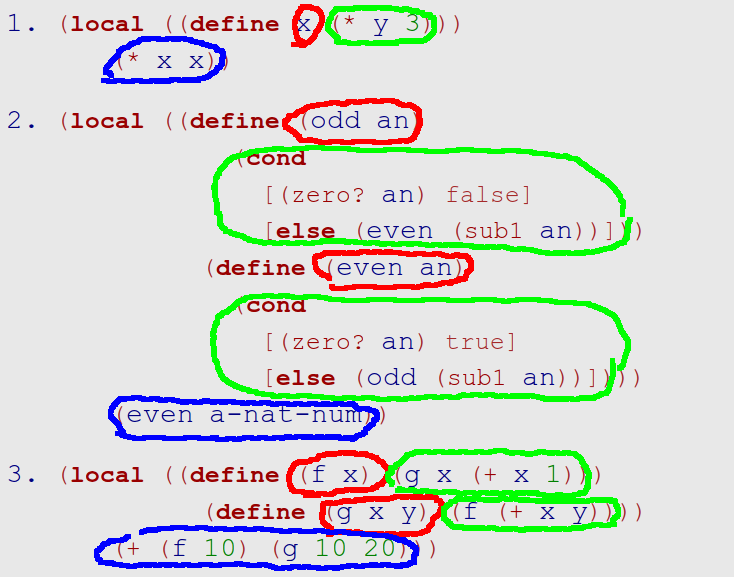 1. (local ((define x (* y 3)))
(* x x))
2. (local ((define (odd an)
(cond
[(zero? an) false]
[else (even (sub1 an))]))
(define (even an)
(cond
[(zero? an) true]
[else (odd (sub1 an))])))
(even a-nat-num))
3. (local ((define (f x) (g x (+ x 1)))
(define (g x y) (f (+ x y))))
(+ (f 10) (g 10 20)))